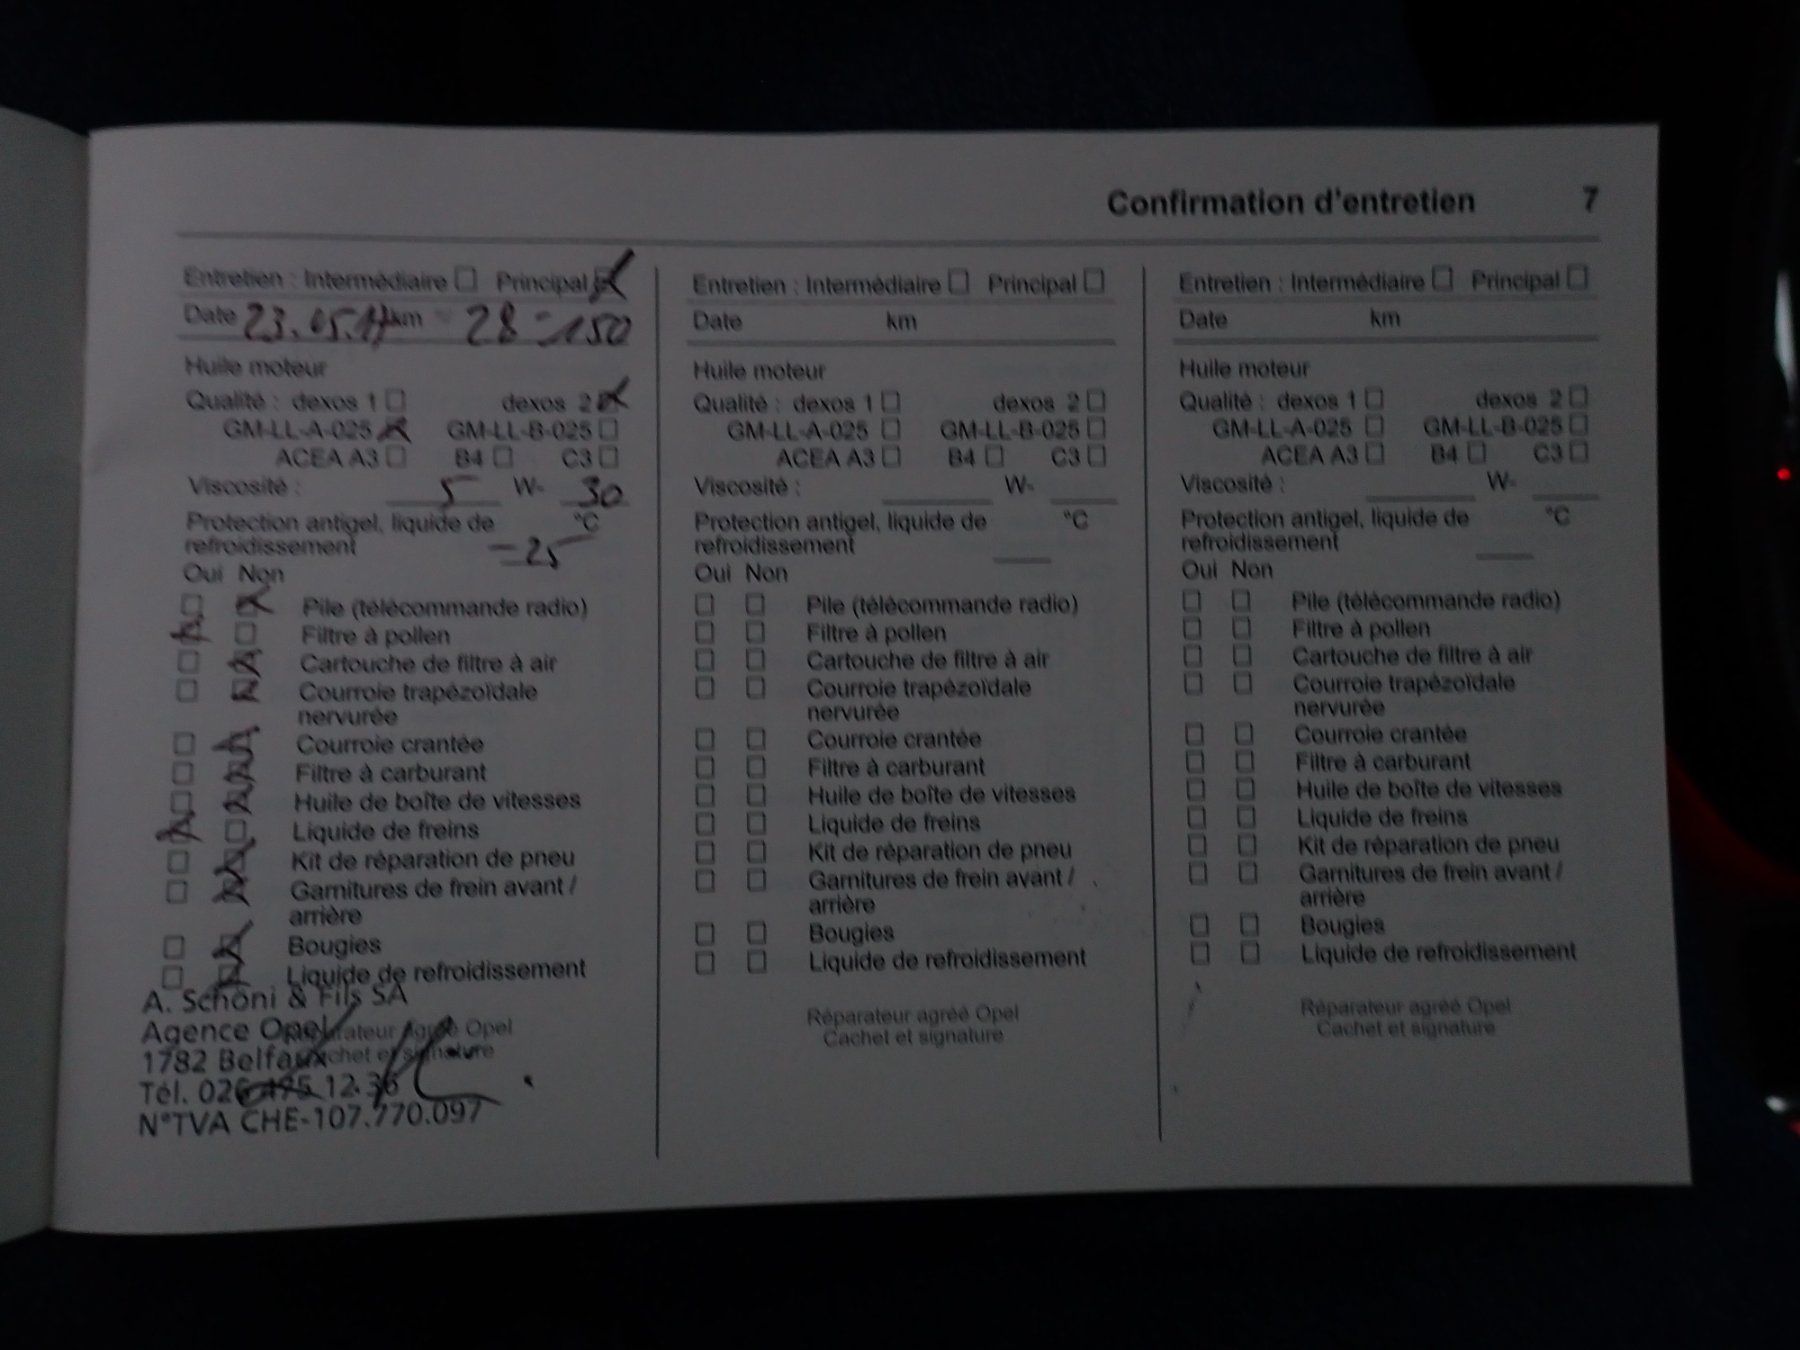 Confirmation d'entretien 7
Entretien : Intermédiaire Principal
Date 23.05.17 km 28 150
Huile moteur
Qualité : dexos 1 dexos 2
GM-LL-A-025 GM-LL-B-025
ACEA A3 B4 C3
Viscosité : 5 W- 30
Protection antigel, liquide de °C
refroidissement -25
Oui Non
Pile (télécommande radio)
Filtre à pollen
Cartouche de filtre à air
Courroie trapézoïdale
nervurée
Courroie crantée
Filtre à carburant
Huile de boîte de vitesses
Liquide de freins
Kit de réparation de pneu
Garnitures de frein avant /
arrière
Bougies
Liquide de refroidissement
A. Schöni & Fils SA
Agence Opel
Réparateur agréé Opel
1782 Belfaux
Cachet et signature
Tél. 026 475 12.36
N°TVA CHE-107.770.097
Entretien : Intermédiaire Principal
Date km
Huile moteur
Qualité : dexos 1 dexos 2
GM-LL-A-025 GM-LL-B-025
ACEA A3 B4 C3
Viscosité : W-
Protection antigel, liquide de °C
refroidissement
Oui Non
Pile (télécommande radio)
Filtre à pollen
Cartouche de filtre à air
Courroie trapézoïdale
nervurée
Courroie crantée
Filtre à carburant
Huile de boîte de vitesses
Liquide de freins
Kit de réparation de pneu
Garnitures de frein avant /
arrière
Bougies
Liquide de refroidissement
Réparateur agréé Opel
Cachet et signature
Entretien : Intermédiaire Principal
Date km
Huile moteur
Qualité : dexos 1 dexos 2
GM-LL-A-025 GM-LL-B-025
ACEA A3 B4 C3
Viscosité : W-
Protection antigel, liquide de °C
refroidissement
Oui Non
Pile (télécommande radio)
Filtre à pollen
Cartouche de filtre à air
Courroie trapézoïdale
nervurée
Courroie crantée
Filtre à carburant
Huile de boîte de vitesses
Liquide de freins
Kit de réparation de pneu
Garnitures de frein avant /
arrière
Bougies
Liquide de refroidissement
Réparateur agréé Opel
Cachet et signature